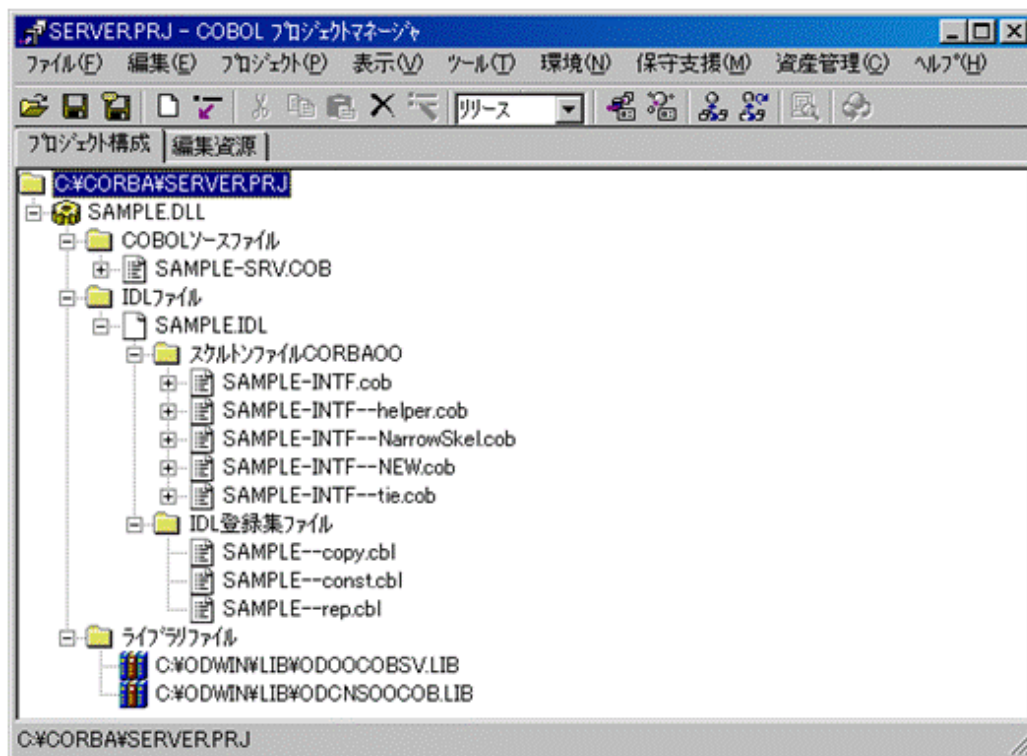 SERVER.PRJ - COBOL プロジェクトマネージャ
ファイル(F) 編集(E) プロジェクト(P) 表示(V) ツール(T) 環境(N) 保守支援(M) 資産管理(C) ヘルプ(H)
リリース
プロジェクト構成 編集資源
C:¥CORBA¥SERVER.PRJ
SAMPLE.DLL
COBOLソースファイル
SAMPLE-SRV.COB
IDLファイル
SAMPLE.IDL
スケルトンファイルCORBAOO
SAMPLE-INTF.cob
SAMPLE-INTF--helper.cob
SAMPLE-INTF--NarrowSkel.cob
SAMPLE-INTF--NEW.cob
SAMPLE-INTF--tie.cob
IDL登録集ファイル
SAMPLE--copy.cbl
SAMPLE--const.cbl
SAMPLE--rep.cbl
ライブラリファイル
C:¥ODWIN¥LIB¥ODOOCOBSV.LIB
C:¥ODWIN¥LIB¥ODCNSOOCOB.LIB
C:¥CORBA¥SERVER.PRJ